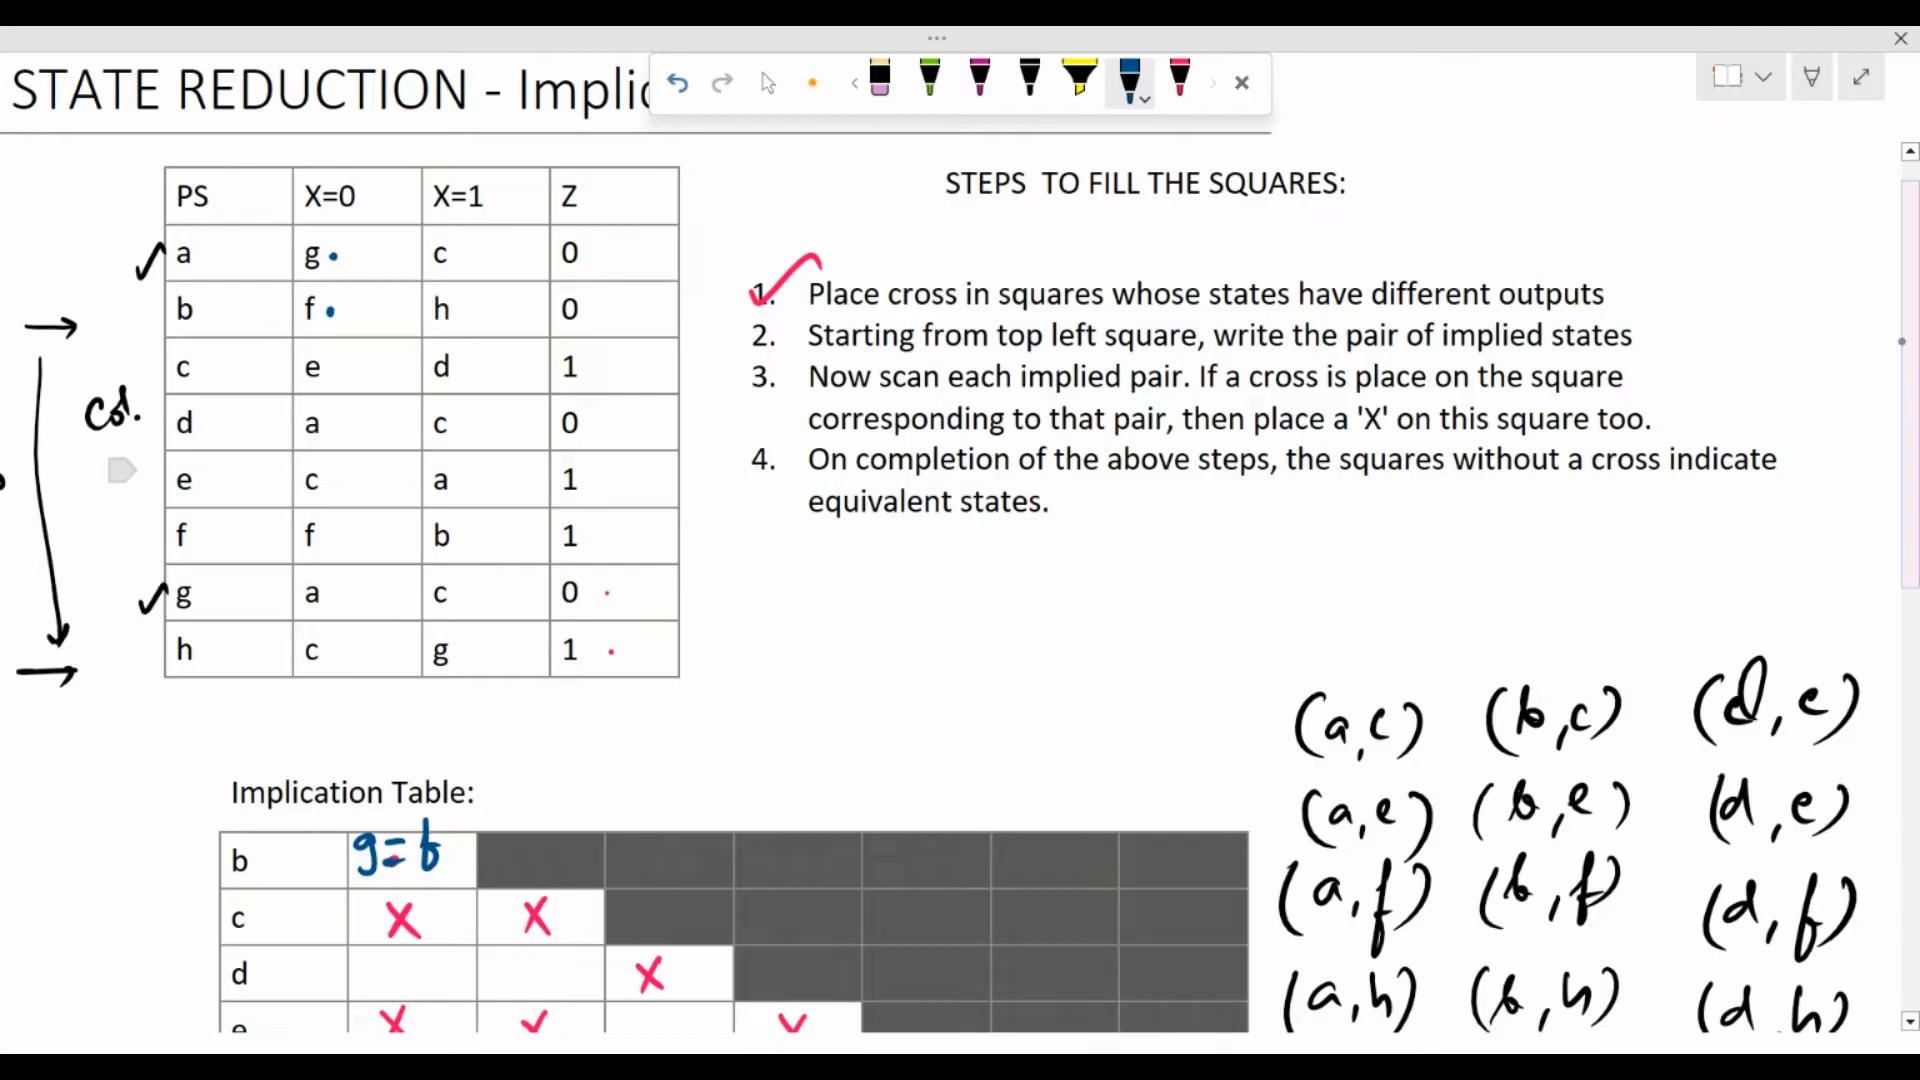 STATE REDUCTION - Implic
PS X=0 X=1 Z
a g c 0
b f h 0
c e d 1
d a c 0
e c a 1
f f b 1
g a c 0
h c g 1
Col.
STEPS TO FILL THE SQUARES:
1. Place cross in squares whose states have different outputs
2. Starting from top left square, write the pair of implied states
3. Now scan each implied pair. If a cross is place on the square
corresponding to that pair, then place a 'X' on this square too.
4. On completion of the above steps, the squares without a cross indicate
equivalent states.
(a,c) (b,c) (d,e)
(a,e) (b,e) (d,e)
(a,f) (b,f) (d,f)
(a,h) (b,h) (d,h)
Implication Table:
b g=f
c X X
d X
e X X X